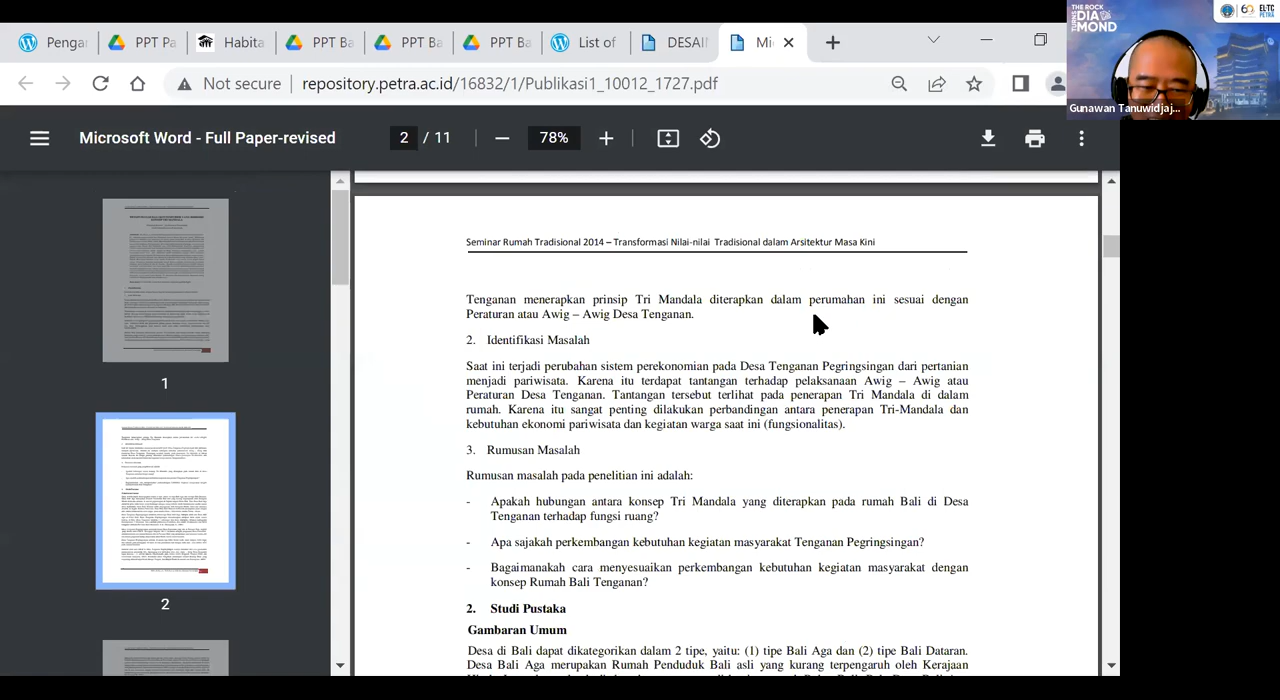 Penga
PPT Pa
Habita
PPT Ba
PPT Ba
PPT Ba
List of
DESAIN
Mi
Not secure
repository.petra.ac.id/16832/1/Publikasi1_10012_1727.pdf
THE ROCK
TURNS
DIA
MOND
60
ELTC
PETRA
Gunawan Tanuwidjaj...
Microsoft Word - Full Paper-revised
2 / 11
78%
1
2
Seminar Rumah Tradisional 2014 – Transformasi Nilai-nilai Tradisional dalam Arsitektur Masa Kini
Tenganan menerapkan prinsip Tri Mandala diterapkan dalam perumahan ini sesuai dengan
Peraturan atau Awig – Awig Desa Tenganan.
2. Identifikasi Masalah
Saat ini terjadi perubahan sistem perekonomian pada Desa Tenganan Pegringsingan dari pertanian
menjadi pariwisata. Karena itu terdapat tantangan terhadap pelaksanaan Awig – Awig atau
Peraturan Desa Tenganan. Tantangan tersebut terlihat pada penerapan Tri Mandala di dalam
rumah. Karena itu sangat penting dilakukan perbandingan antara penerapan Tri-Mandala dan
kebutuhan ekonomi pariwisata dan kegiatan warga saat ini (fungsionalitas).
3. Rumusan Masalah
Rumusan masalah pada penelitian ini adalah:
- Apakah hubungan antara konsep Tri Mandala yang diterapkan pada rumah Bali di Desa
Tenganan terhadap fungsi ruang?
- Apa sajakah perkembangan kebutuhan kegiatan masyarakat Tenganan Pegringsingan?
- Bagaimanakah cara menyesuaikan perkembangan kebutuhan kegiatan masyarakat dengan
konsep Rumah Bali Tenganan?
2. Studi Pustaka
Gambaran Umum
Desa di Bali dapat dikategorikan dalam 2 tipe, yaitu: (1) tipe Bali Aga dan (2) tipe Bali Dataran.
Desa Bali Aga merupakan Rumah Penduduk Bali asli yang kurang terpengaruh oleh Kerajaan